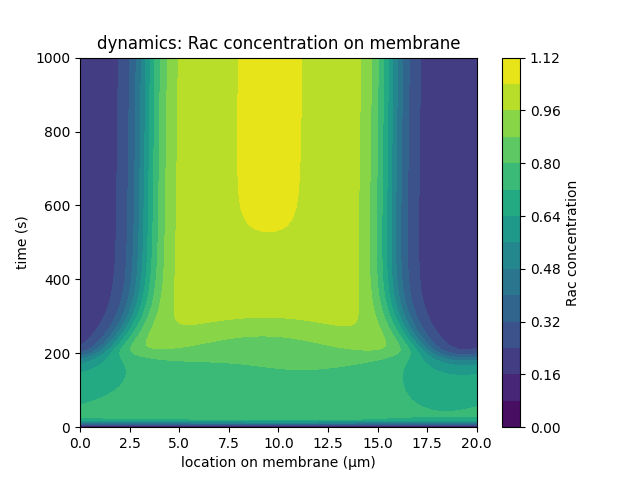 dynamics: Rac concentration on membrane
1000
800
600
400
200
0
time (s)
0.0 2.5 5.0 7.5 10.0 12.5 15.0 17.5 20.0
location on membrane (μm)
1.12
0.96
0.80
0.64
0.48
0.32
0.16
0.00
Rac concentration